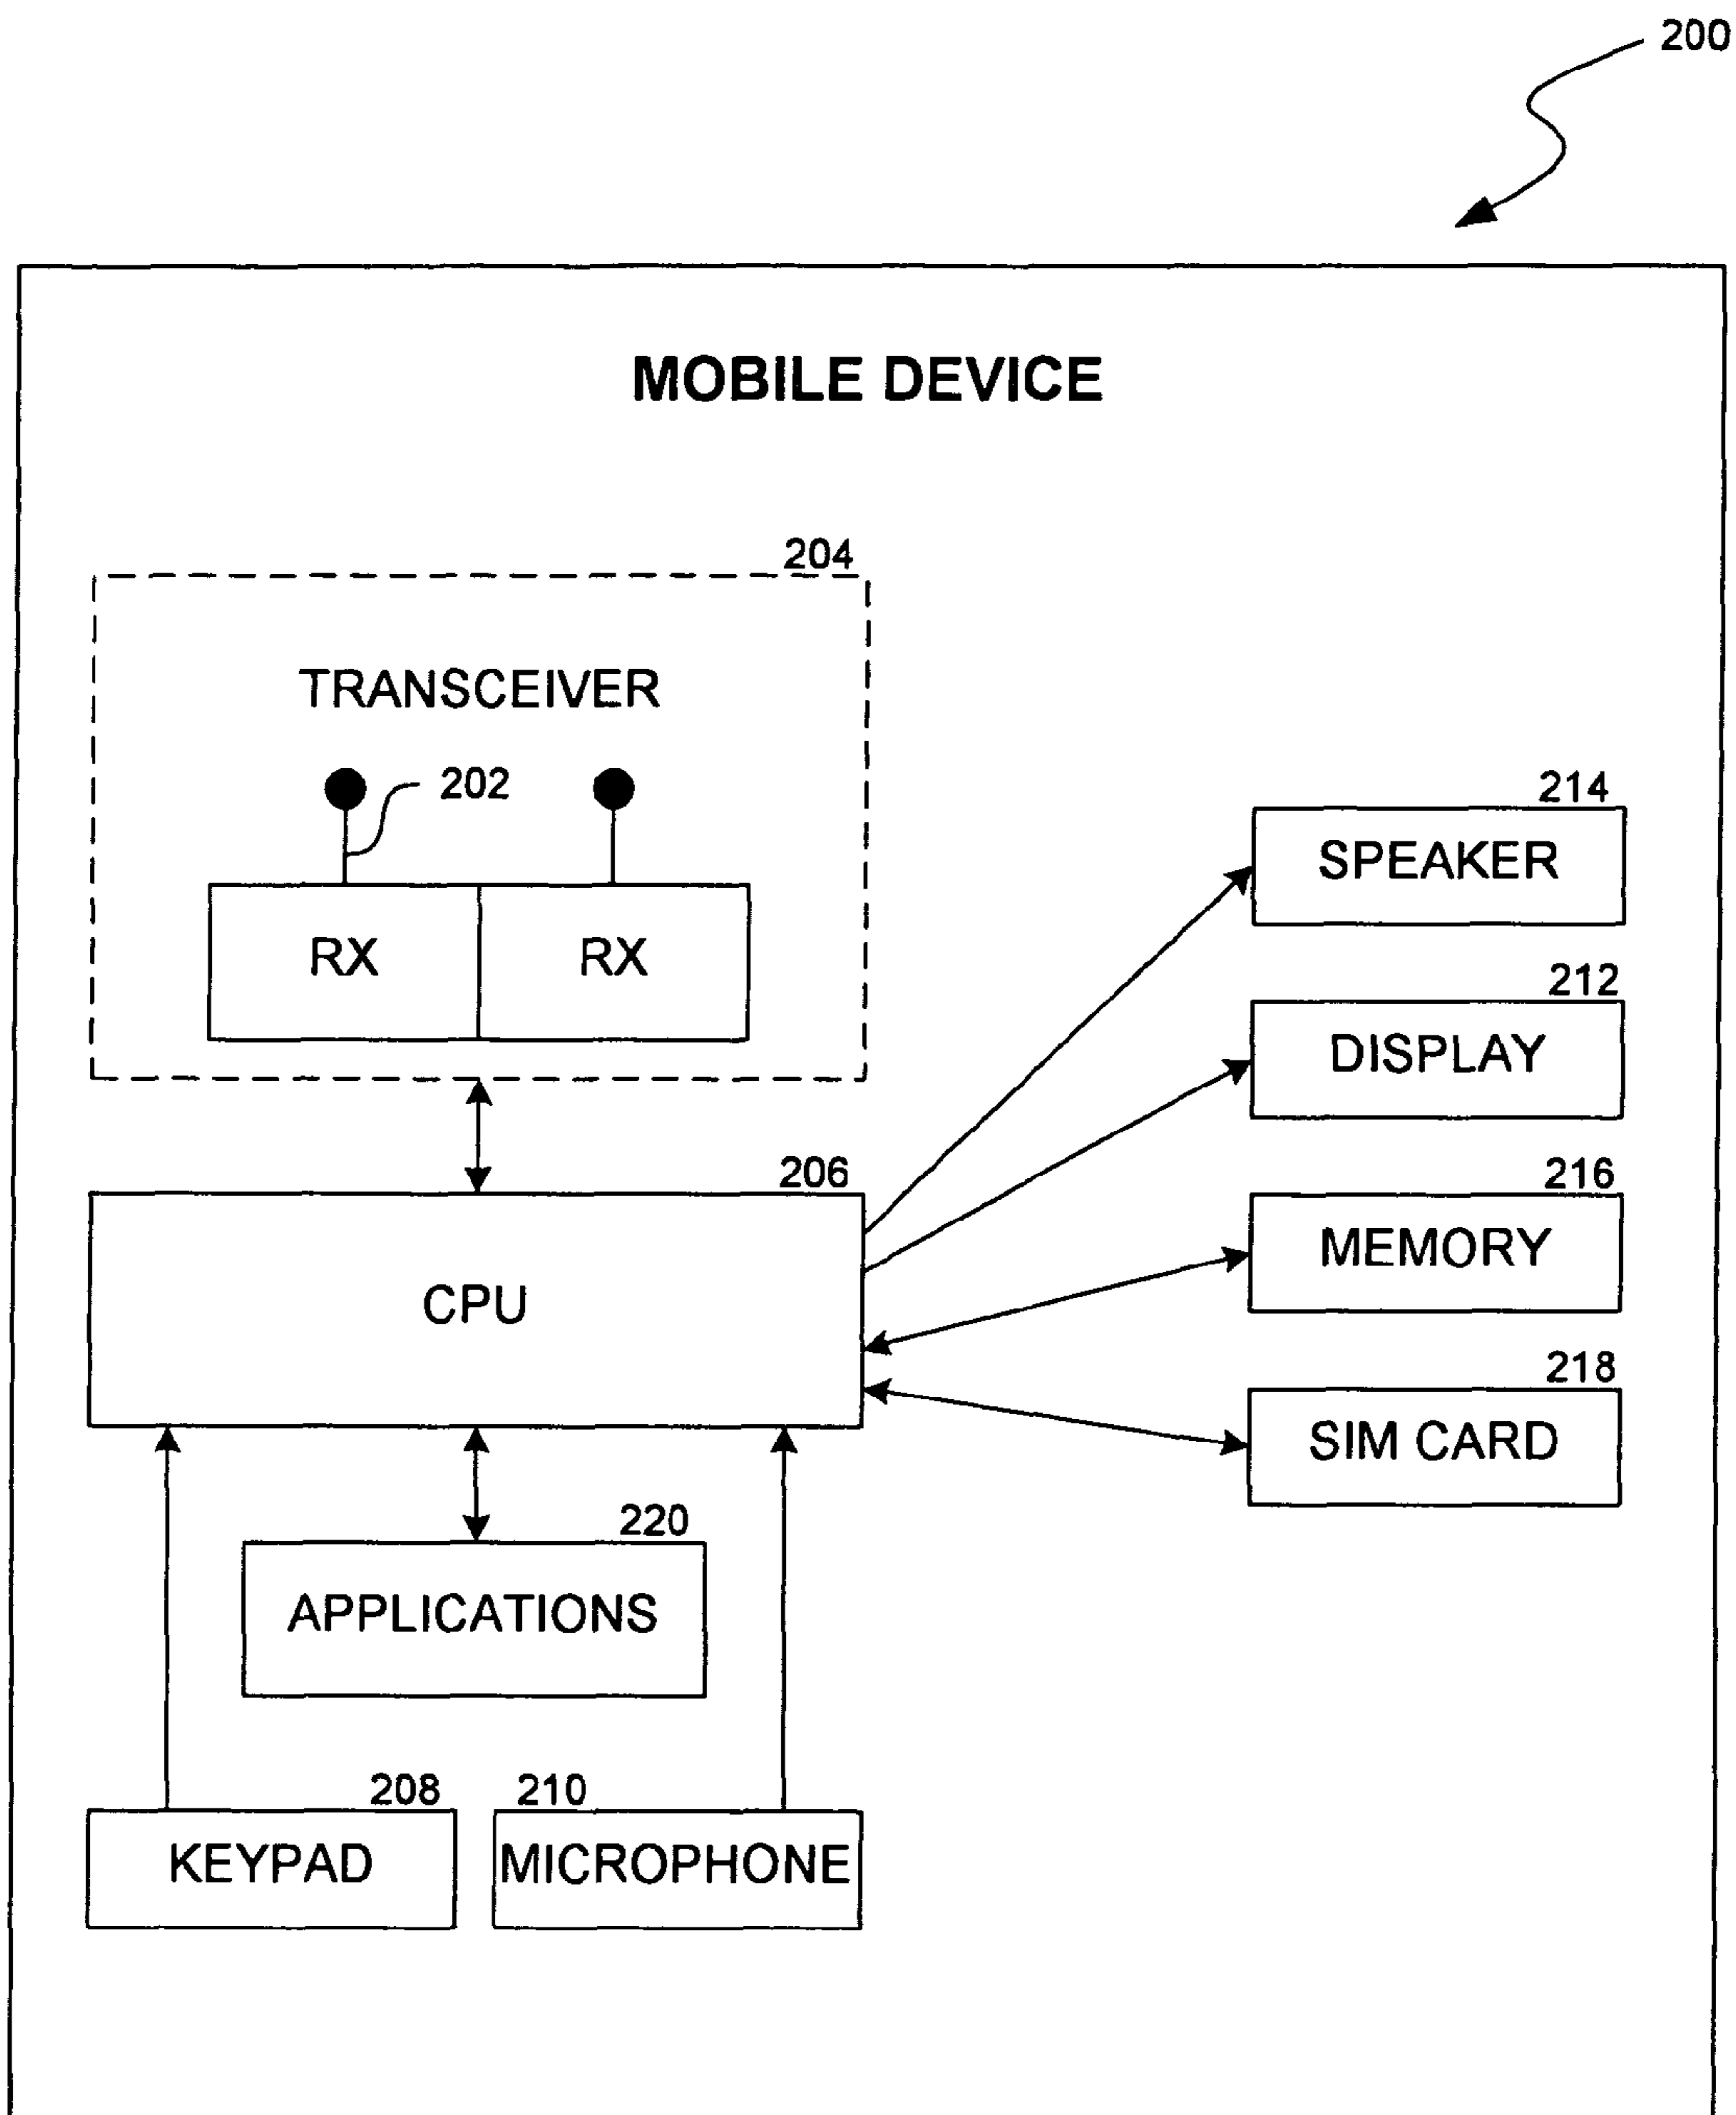 200
MOBILE DEVICE
204
TRANSCEIVER
202
RX RX
214
SPEAKER
212
DISPLAY
206
CPU
216
MEMORY
218
SIM CARD
220
APPLICATIONS
208
KEYPAD
210
MICROPHONE